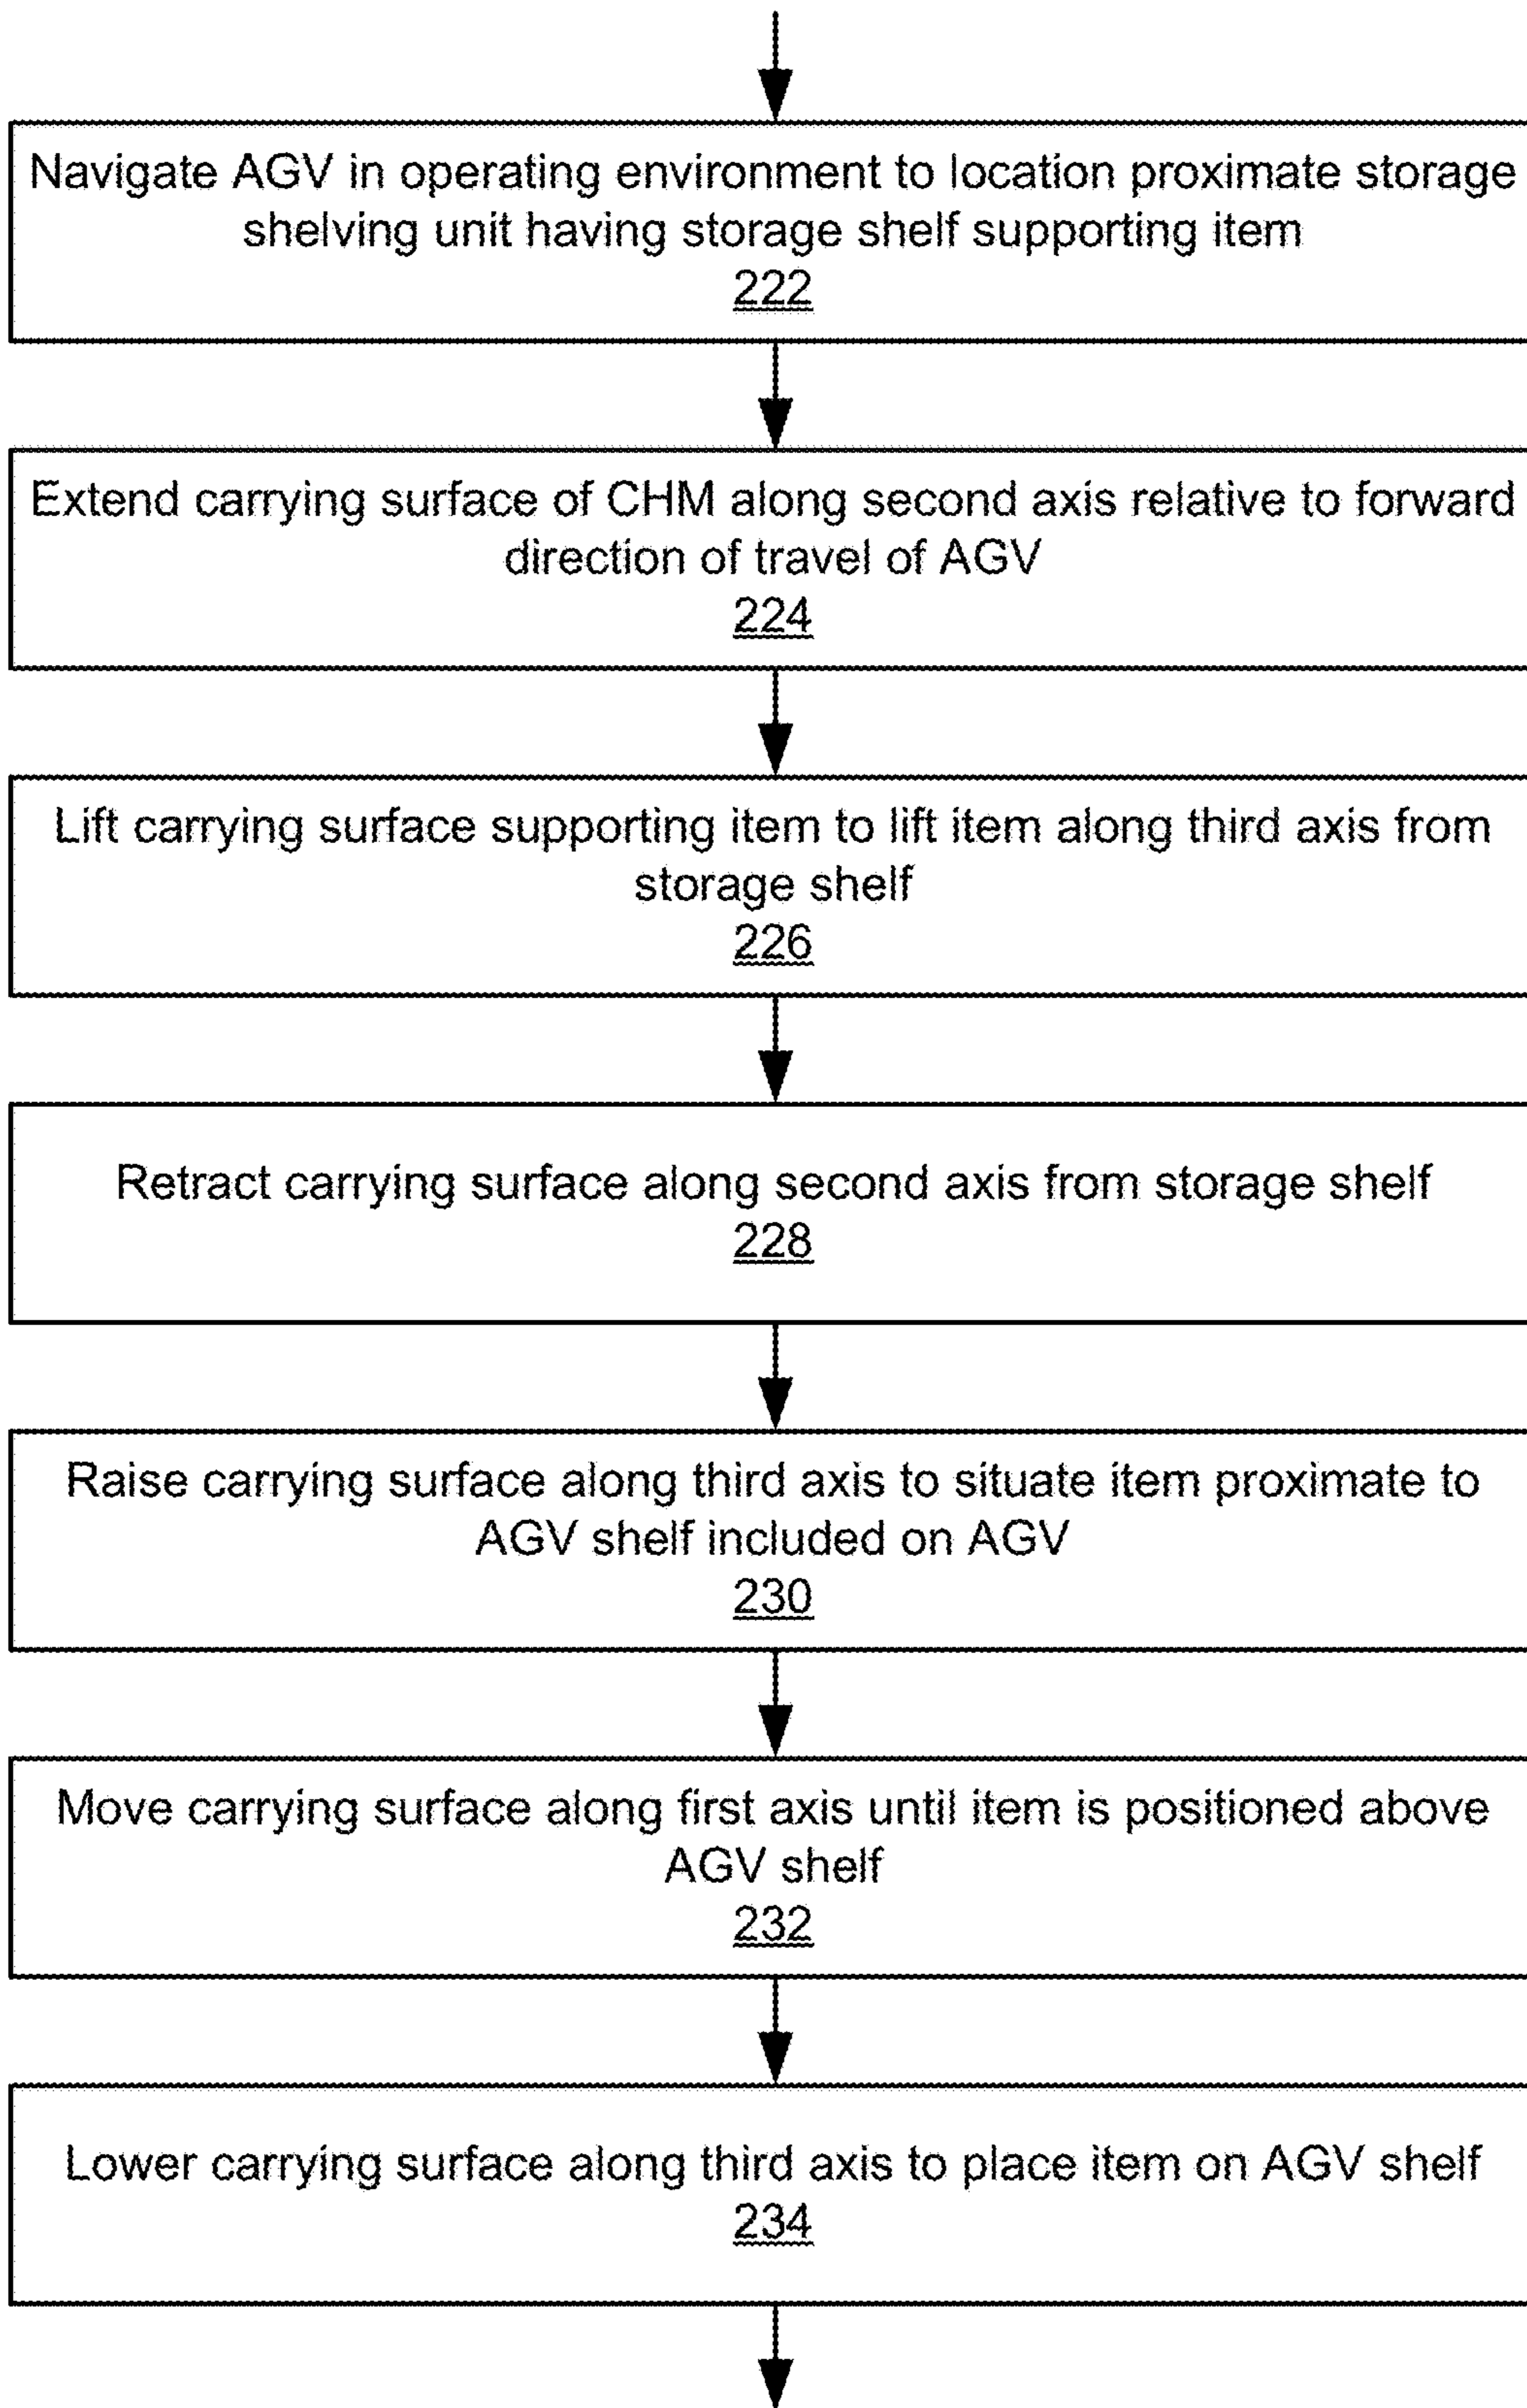 Navigate AGV in operating environment to location proximate storage
shelving unit having storage shelf supporting item
222
Extend carrying surface of CHM along second axis relative to forward
direction of travel of AGV
224
Lift carrying surface supporting item to lift item along third axis from
storage shelf
226
Retract carrying surface along second axis from storage shelf
228
Raise carrying surface along third axis to situate item proximate to
AGV shelf included on AGV
230
Move carrying surface along first axis until item is positioned above
AGV shelf
232
Lower carrying surface along third axis to place item on AGV shelf
234